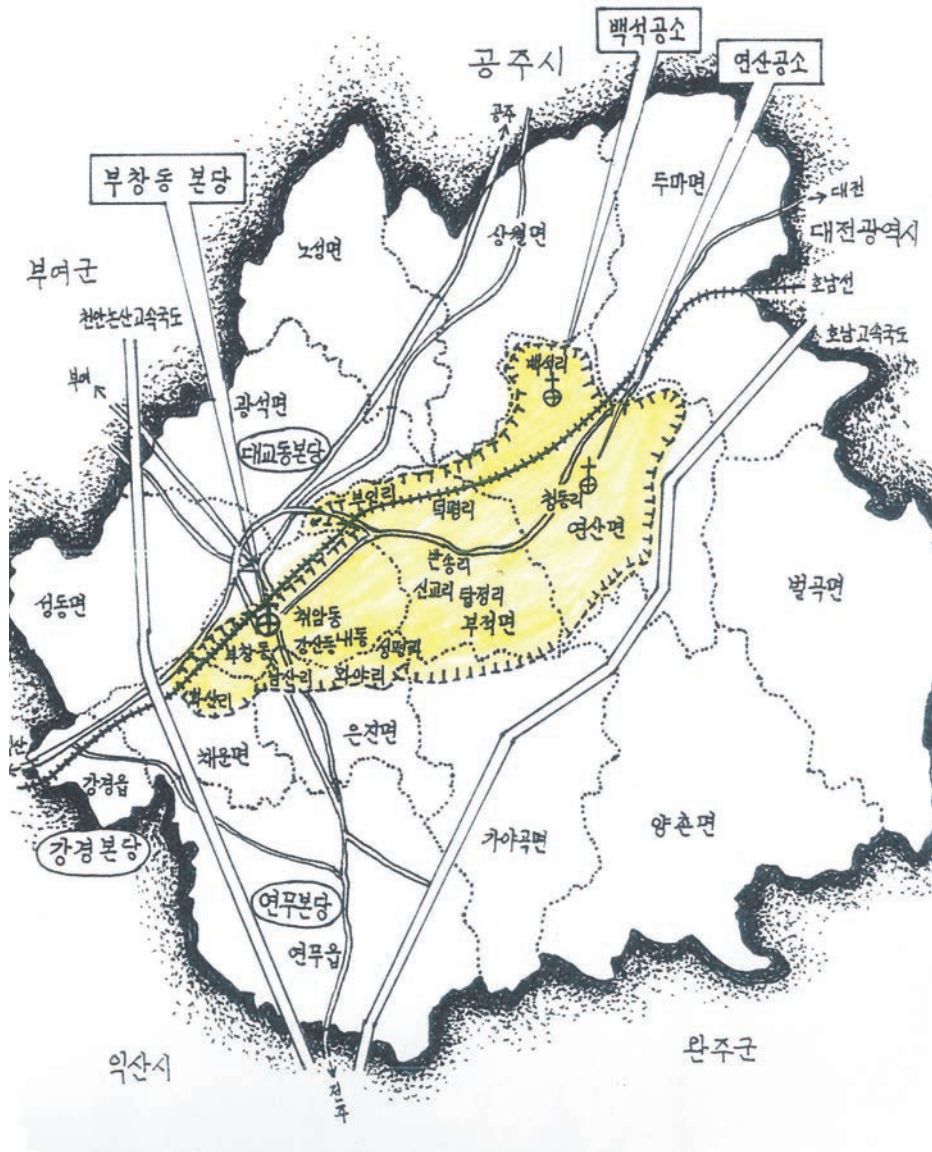 백석공소
공주시
연산공소
공주
부창동 본당
두마면
대전
노성면
상월면
대전광역시
부여군
호남선
천안논산고속국도
호남고속국도
백석리
부여
광석면
대교동본당
부인리
덕평리
청동리
연산면
반송리
신교리
탑정리
벌곡면
성동면
취암동
부적면
강산동
내동
부창동
성평리
남산리
와야리
은진면
채운면
강경읍
강경본당
가야곡면
양촌면
연무본당
연무읍
완주군
익산시
전주